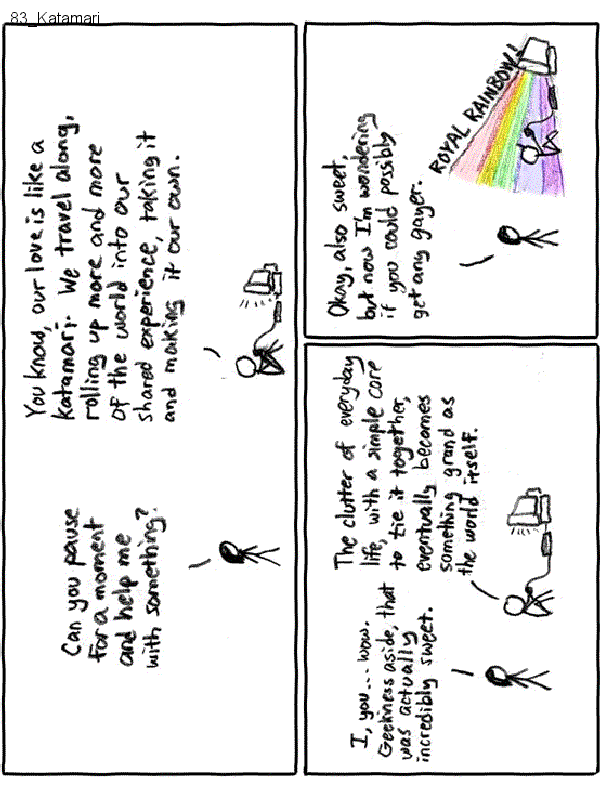 83_Katamari
Can you pause
for a moment
and help me
with something?
You know, our love is like a
katamari. We travel along,
rolling up more and more
of the world into our
shared experience, taking it
and making it our own.
I, you... wow.
Geekiness aside, that
was actually
incredibly sweet.
The clutter of everyday
life, with a simple core
to tie it together,
eventually becomes
something grand as
the world itself.
Okay, also sweet,
but now I'm wondering
if you could possibly
get any gayer.
ROYAL RAINBOW!